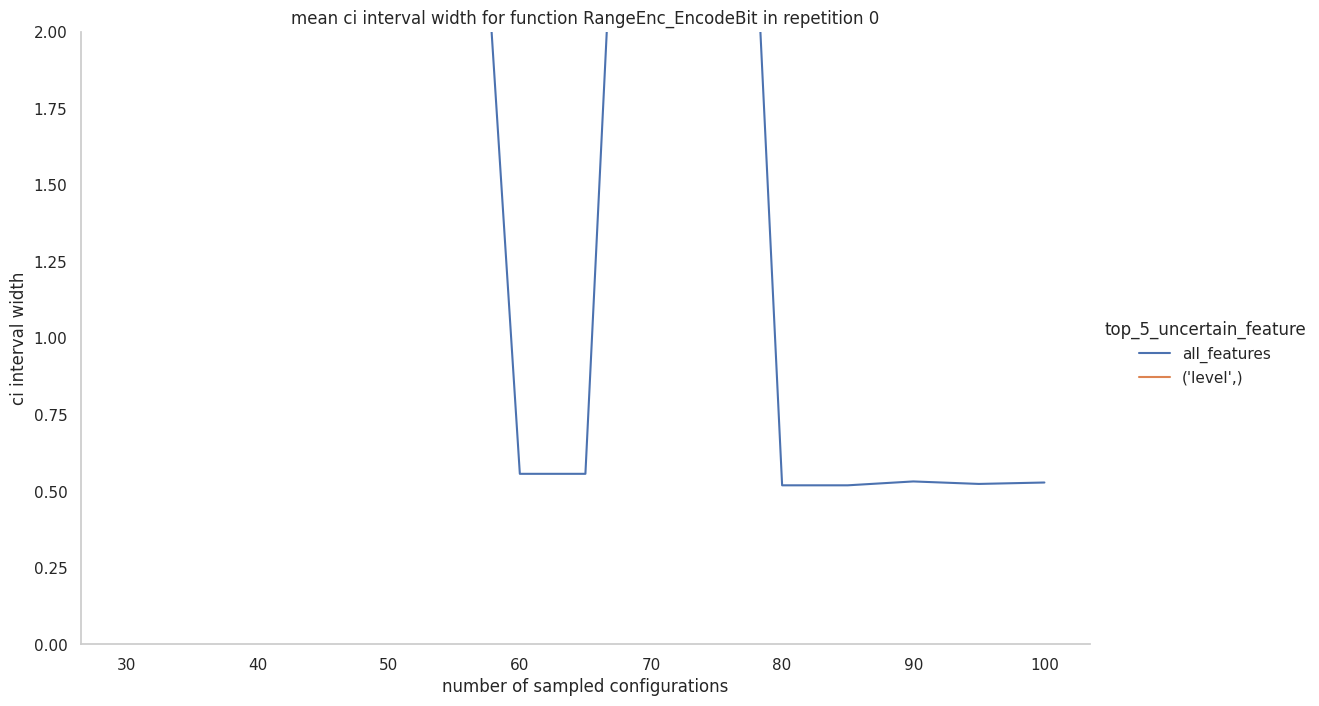 mean ci interval width for function RangeEnc_EncodeBit in repetition 0
2.00
1.75
1.50
1.25
1.00
0.75
0.50
0.25
0.00
ci interval width
30 40 50 60 70 80 90 100
number of sampled configurations
top_5_uncertain_feature
all_features
('level',)